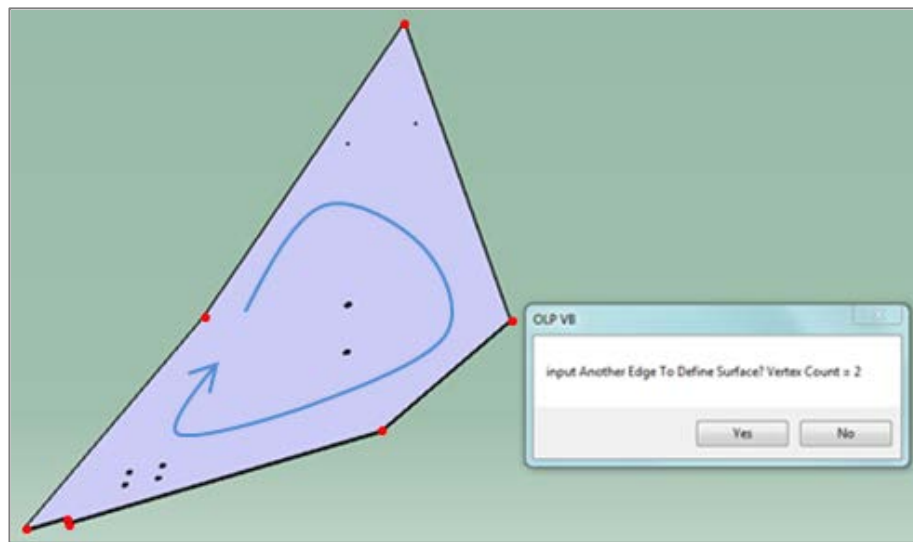 OLP VB
input Another Edge To Define Surface? Vertex Count = 2
Yes
No